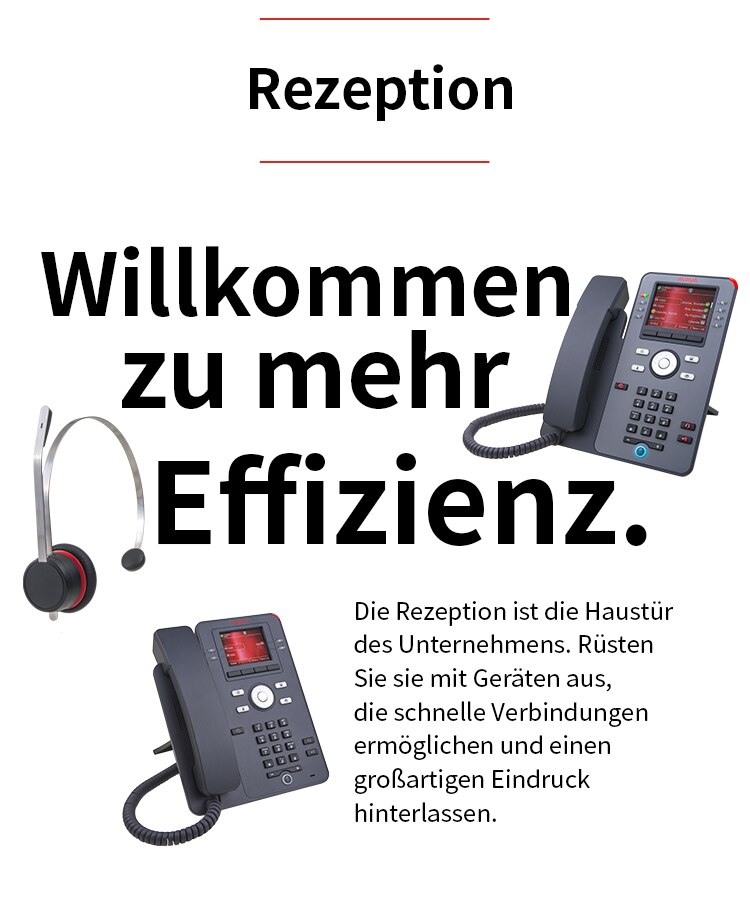 Rezeption
Willkommen
zu mehr
Effizienz.
Die Rezeption ist die Haustür
des Unternehmens. Rüsten
Sie sie mit Geräten aus,
die schnelle Verbindungen
ermöglichen und einen
großartigen Eindruck
hinterlassen.